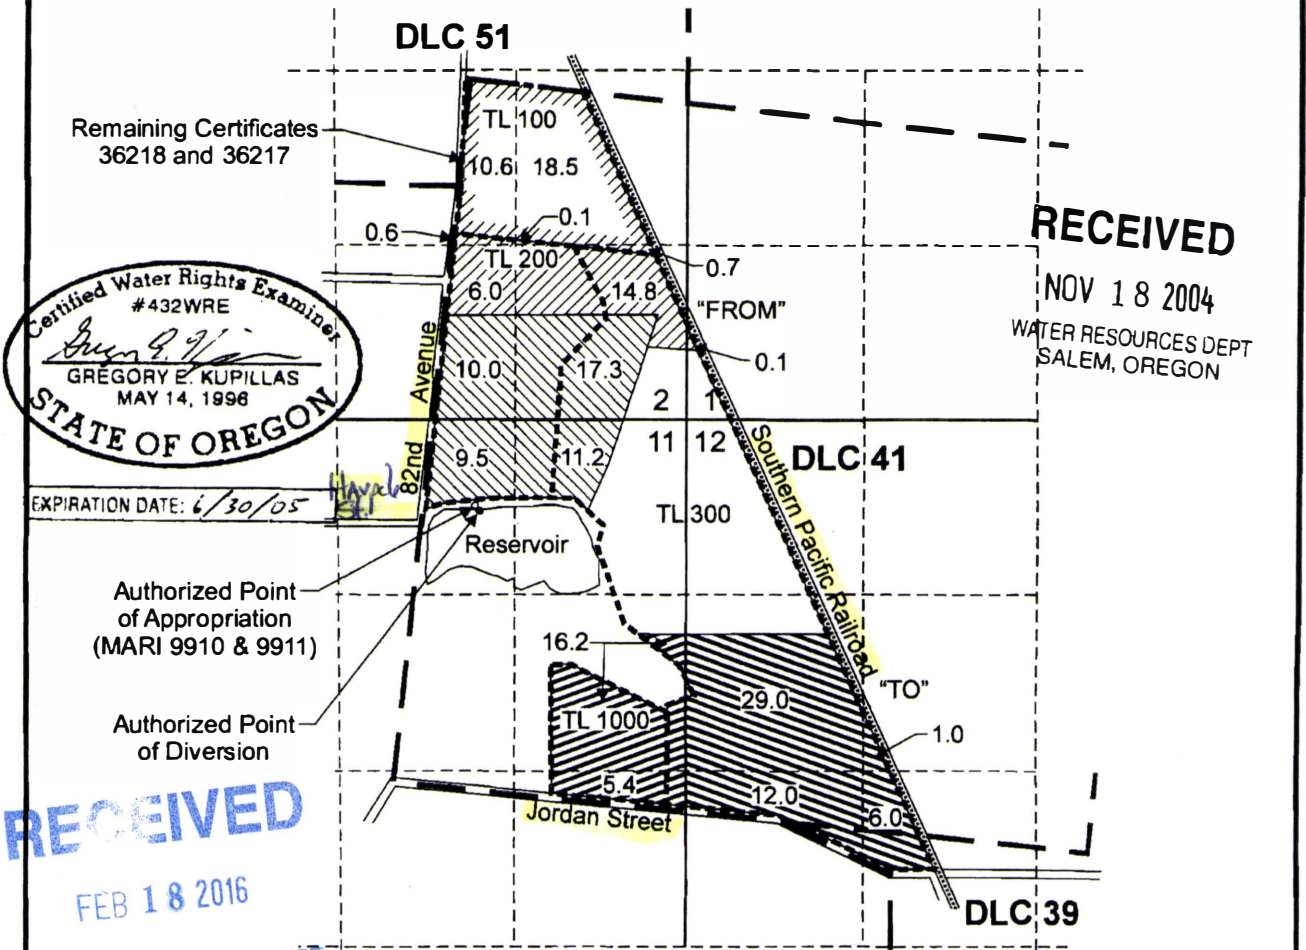 DLC 51
Remaining Certificates
36218 and 36217
TL 100
10.6 18.5
0.1
0.6
TL 200
0.7
6.0
14.8
"FROM"
0.1
10.0
17.3
2 1
11 12
9.5
11.2
82nd Avenue
Southern Pacific Railroad
DLC 41
TL 300
Reservoir
RECEIVED
NOV 18 2004
WATER RESOURCES DEPT
SALEM, OREGON
Certified Water Rights Examiner
#432WRE
GREGORY E. KUPILLAS
MAY 14, 1996
STATE OF OREGON
EXPIRATION DATE: 6/30/05
St.
Authorized Point
of Appropriation
(MARI 9910 & 9911)
Authorized Point
of Diversion
16.2
29.0
"TO"
TL 1000
1.0
5.4
12.0
6.0
Jordan Street
DLC 39
RECEIVED
FEB 18 2016